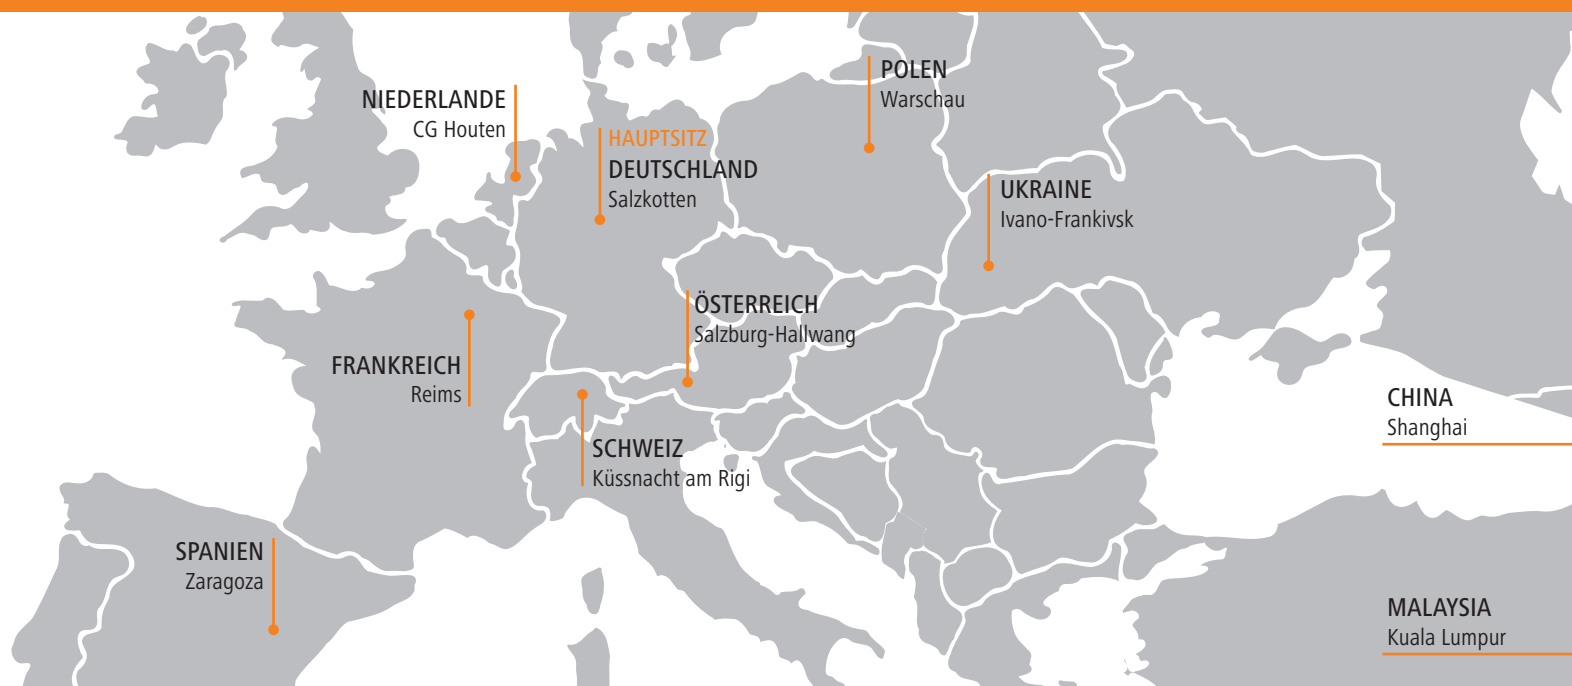 POLEN
Warschau
NIEDERLANDE
CG Houten
HAUPTSITZ
DEUTSCHLAND
Salzkotten
UKRAINE
Ivano-Frankivsk
ÖSTERREICH
Salzburg-Hallwang
FRANKREICH
Reims
CHINA
Shanghai
SCHWEIZ
Küssnacht am Rigi
SPANIEN
Zaragoza
MALAYSIA
Kuala Lumpur